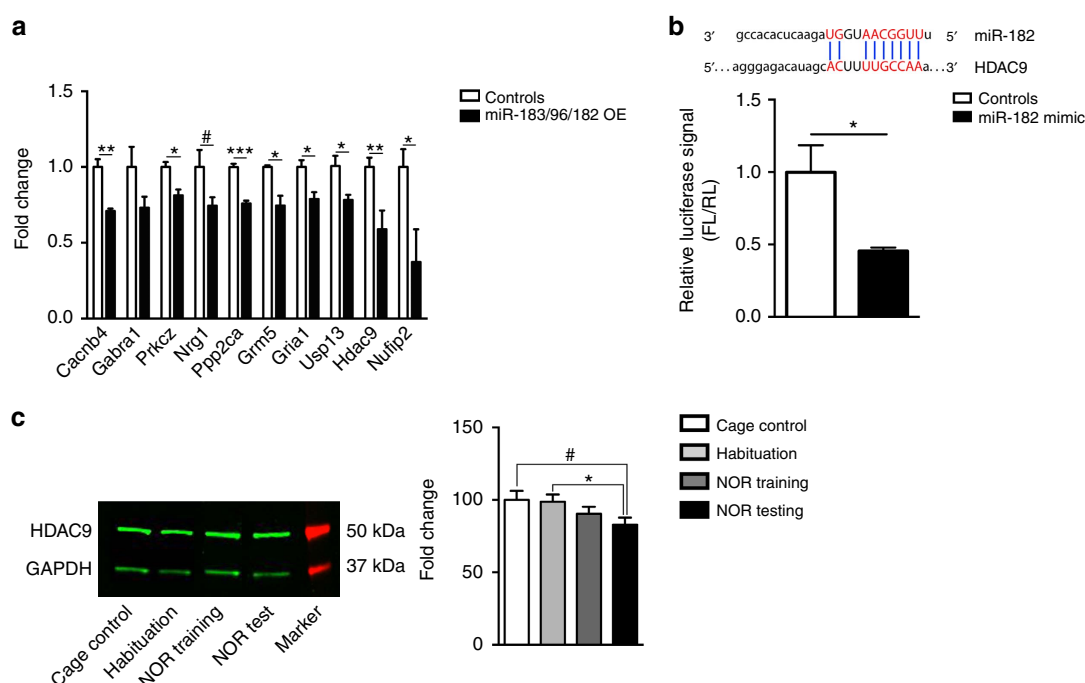 a
1.5
1.0
0.5
0.0
Fold change
** * # *** * * * ** *
Cacnb4
Gabra1
Prkcz
Nrg1
Ppp2ca
Grm5
Gria1
Usp13
Hdac9
Nufip2
Controls
miR-183/96/182 OE
b
3′ gccacacucaagaUGGUAACGGUUu 5′ miR-182
5′... agggagacauagcACUUUUGCCAAa...3′ HDAC9
Controls
miR-182 mimic
1.5
1.0
0.5
0.0
Relative luciferase signal
(FL/RL)
*
c
HDAC9
GAPDH
50 kDa
37 kDa
Cage control
Habituation
NOR training
NOR test
Marker
150
100
50
0
Fold change
#
*
Cage control
Habituation
NOR training
NOR testing